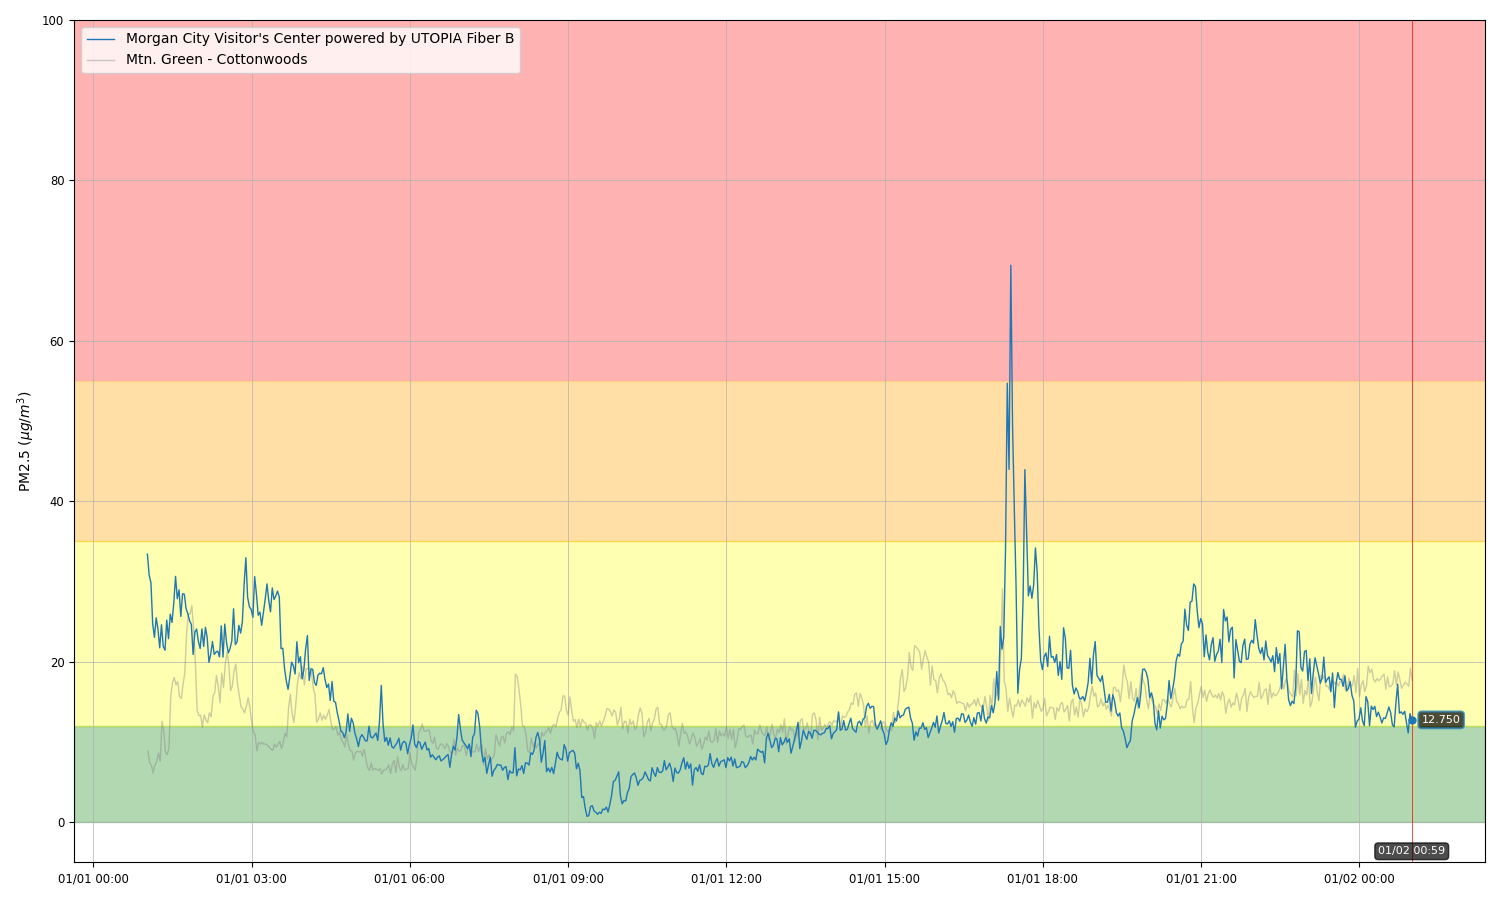 100
Morgan City Visitor's Center powered by UTOPIA Fiber B
Mtn. Green - Cottonwoods
80
60
40
20
0
PM2.5 (μg/m³)
12.750
01/02 00:59
01/01 00:00 01/01 03:00 01/01 06:00 01/01 09:00 01/01 12:00 01/01 15:00 01/01 18:00 01/01 21:00 01/02 00:00